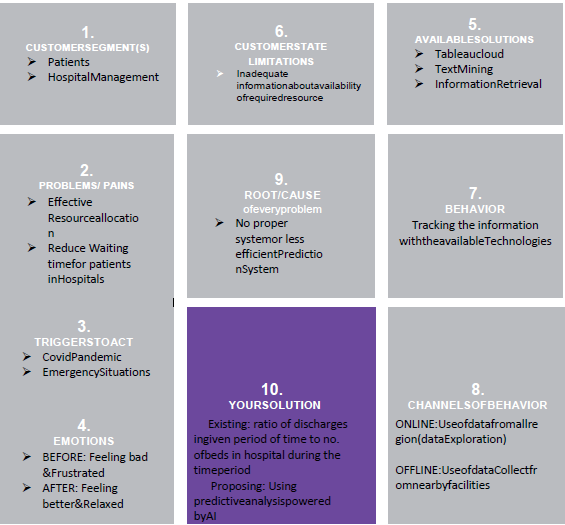 1.
CUSTOMERSEGMENT(S)
➢ Patients
➢ HospitalManagement
6.
CUSTOMERSTATE
LIMITATIONS
➢ Inadequate
informationaboutavailability
ofrequiredresource
5.
AVAILABLESOLUTIONS
➢ Tableaucloud
➢ TextMining
➢ InformationRetrieval
2.
PROBLEMS/ PAINS
➢ Effective
Resourceallocatio
n
➢ Reduce Waiting
timefor patients
inHospitals
9.
ROOT/CAUSE
ofeveryproblem
➢ No proper
systemor less
efficientPredictio
nSystem
7.
BEHAVIOR
Tracking the information
withtheavailableTechnologies
3.
TRIGGERSTOACT
➢ CovidPandemic
➢ EmergencySituations
4.
EMOTIONS
➢ BEFORE: Feeling bad
&Frustrated
➢ AFTER: Feeling
better&Relaxed
10.
YOURSOLUTION
Existing: ratio of discharges
ingiven period of time to no.
ofbeds in hospital during the
timeperiod
Proposing: Using
predictiveanalysispowered
byAI
8.
CHANNELSOFBEHAVIOR
ONLINE:Useofdatafromallre
gion(dataExploration)
OFFLINE:UseofdataCollectfr
omnearbyfacilities